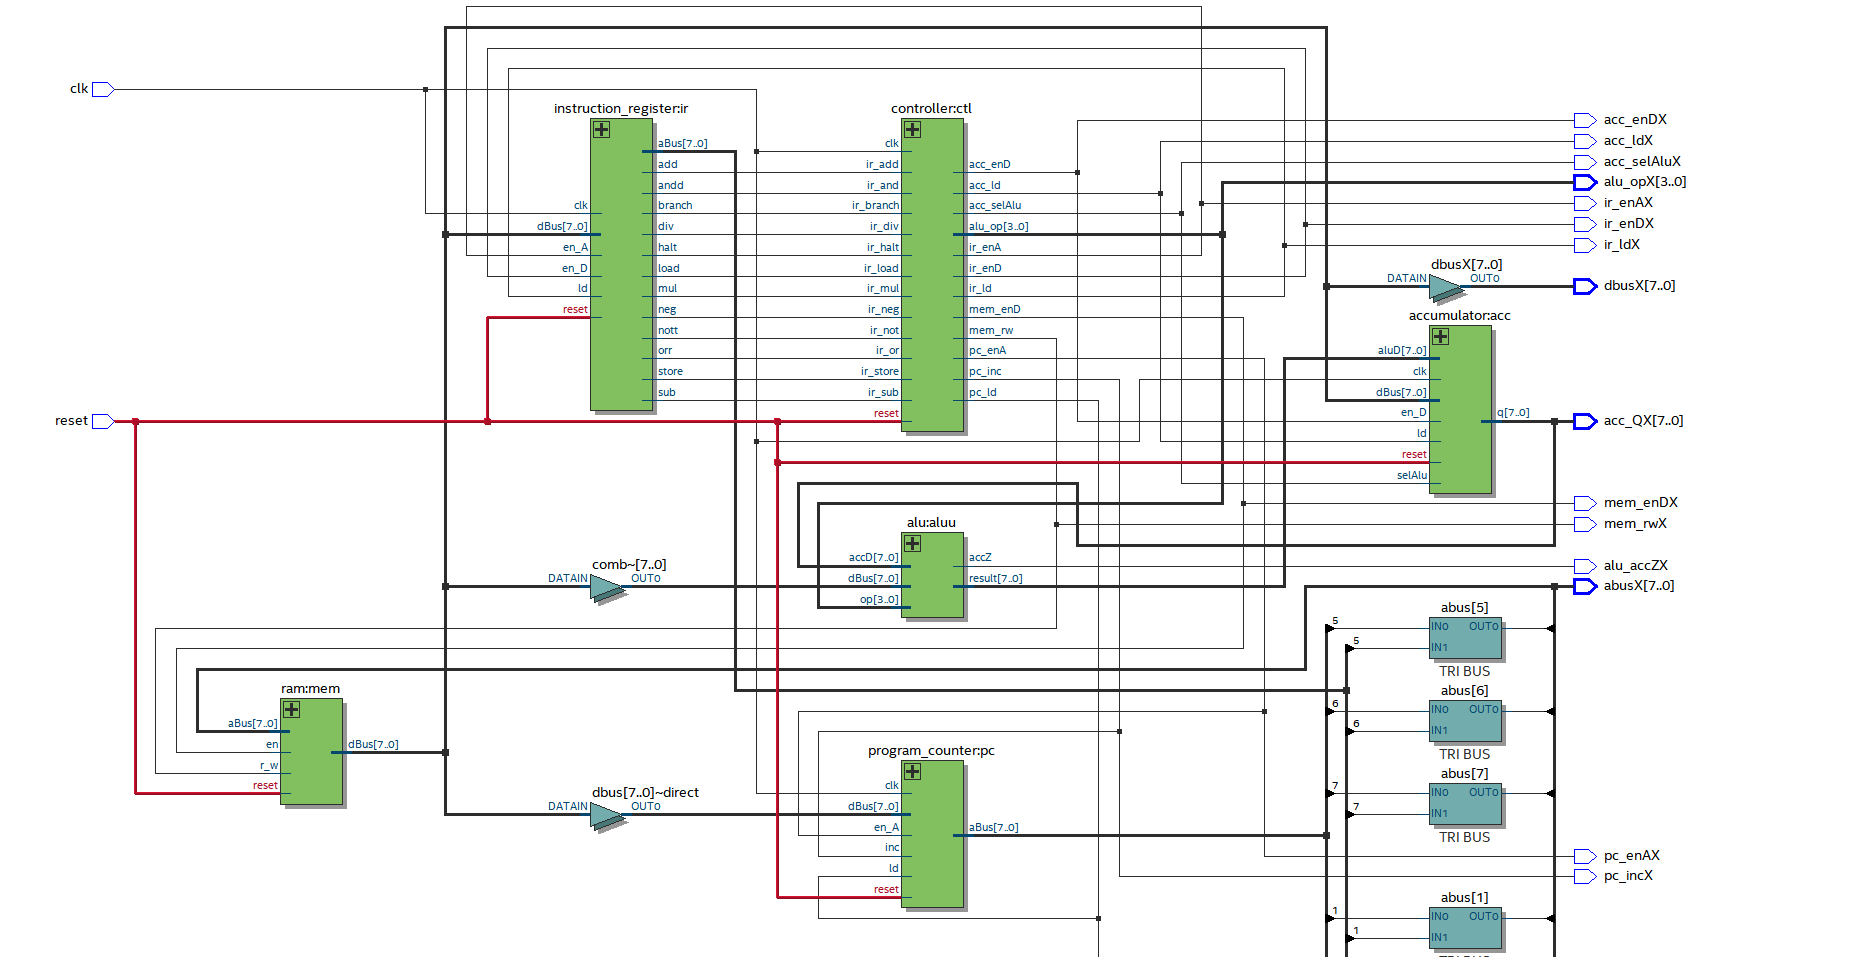 clk
reset
instruction_register:ir
clk
dBus[7..0]
en_A
en_D
ld
reset
aBus[7..0]
add
andd
branch
div
halt
load
mul
neg
nott
orr
store
sub
controller:ctl
clk
ir_add
ir_and
ir_branch
ir_div
ir_halt
ir_load
ir_mul
ir_neg
ir_not
ir_or
ir_store
ir_sub
reset
acc_enD
acc_ld
acc_selAlu
alu_op[3..0]
ir_enA
ir_enD
ir_ld
mem_enD
mem_rw
pc_enA
pc_inc
pc_ld
acc_enDX
acc_ldX
acc_selAluX
alu_opX[3..0]
ir_enAX
ir_enDX
ir_ldX
dbusX[7..0]
DATAIN
OUT0
dbusX[7..0]
accumulator:acc
aluD[7..0]
clk
dBus[7..0]
en_D
ld
reset
selAlu
q[7..0]
acc_QX[7..0]
mem_enDX
mem_rwX
alu_accZX
abusX[7..0]
alu:aluu
accD[7..0]
dBus[7..0]
op[3..0]
accZ
result[7..0]
comb~[7..0]
DATAIN
OUT0
ram:mem
aBus[7..0]
en
r_w
reset
dBus[7..0]
dbus[7..0]~direct
DATAIN
OUT0
program_counter:pc
clk
dBus[7..0]
en_A
inc
ld
reset
aBus[7..0]
abus[5]
5
IN0
OUT0
5
IN1
TRI BUS
abus[6]
6
IN0
OUT0
6
IN1
TRI BUS
abus[7]
7
IN0
OUT0
7
IN1
TRI BUS
pc_enAX
pc_incX
abus[1]
1
IN0
OUT0
1
IN1